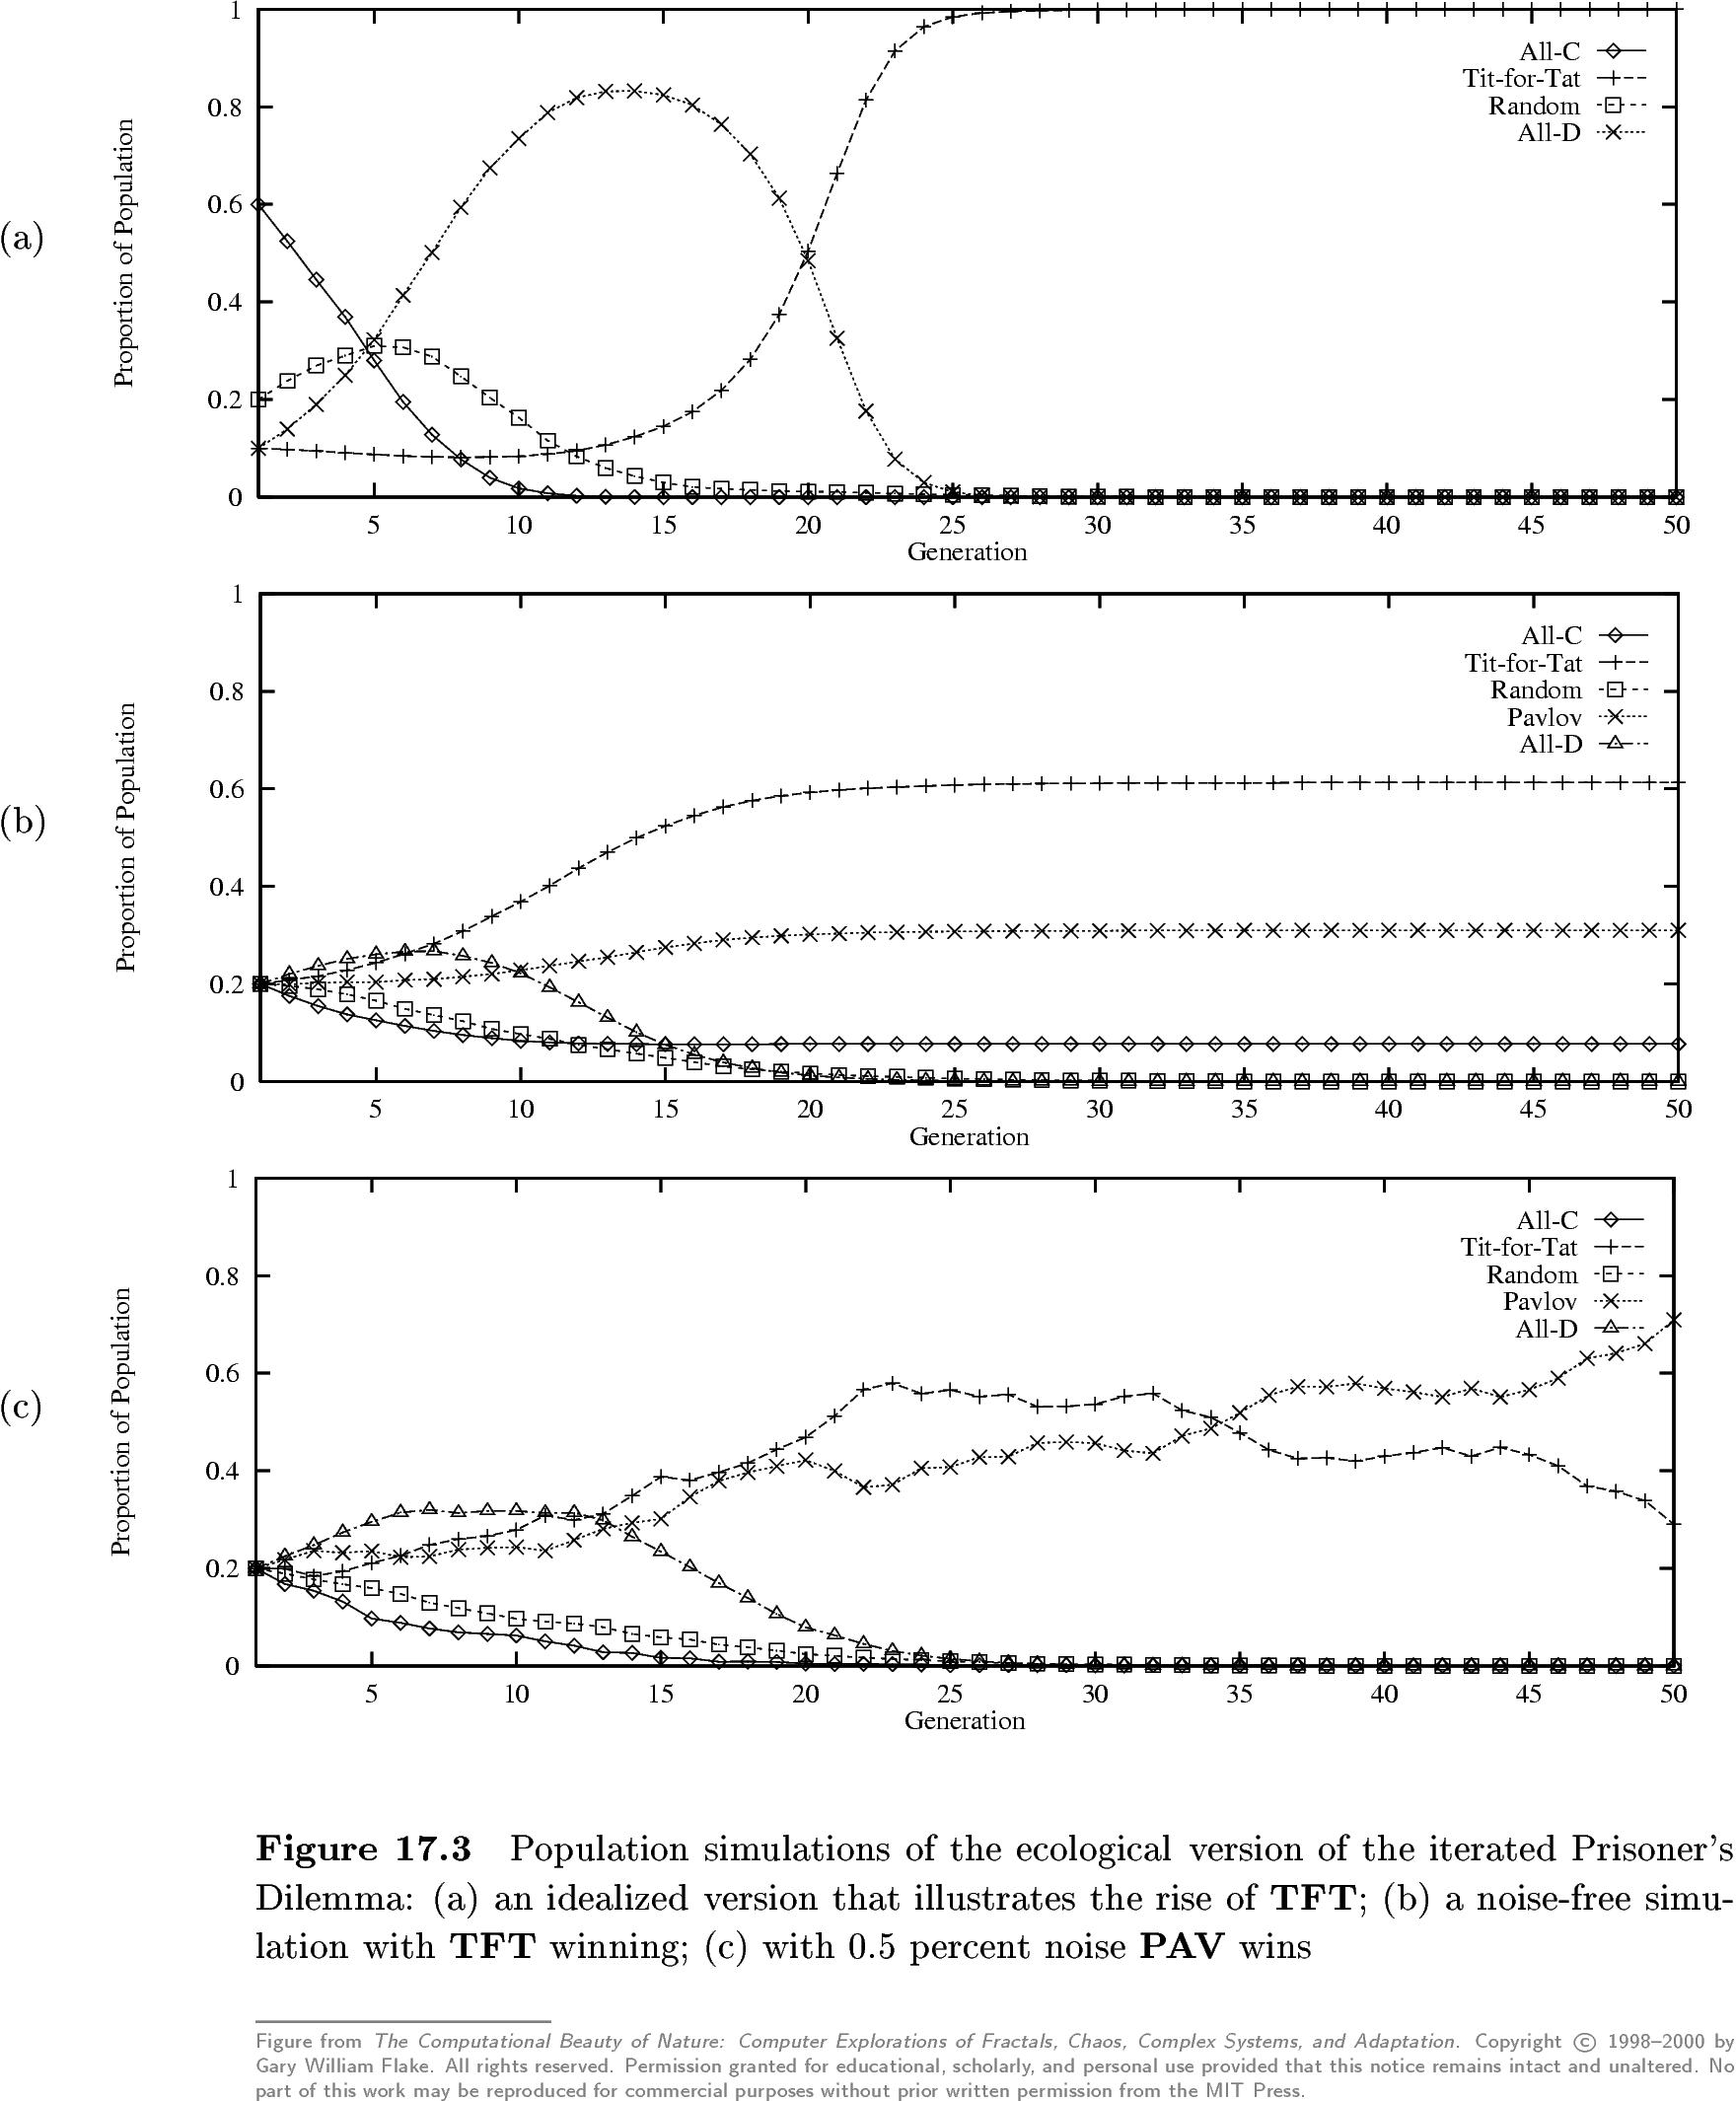 (a)
Proportion of Population
1
0.8
0.6
0.4
0.2
0
5 10 15 20 25 30 35 40 45 50
Generation
All-C
Tit-for-Tat
Random
All-D
(b)
Proportion of Population
1
0.8
0.6
0.4
0.2
0
5 10 15 20 25 30 35 40 45 50
Generation
All-C
Tit-for-Tat
Random
Pavlov
All-D
(c)
Proportion of Population
1
0.8
0.6
0.4
0.2
0
5 10 15 20 25 30 35 40 45 50
Generation
All-C
Tit-for-Tat
Random
Pavlov
All-D
Figure 17.3 Population simulations of the ecological version of the iterated Prisoner's
Dilemma: (a) an idealized version that illustrates the rise of TFT; (b) a noise-free simu-
lation with TFT winning; (c) with 0.5 percent noise PAV wins
Figure from The Computational Beauty of Nature: Computer Explorations of Fractals, Chaos, Complex Systems, and Adaptation. Copyright © 1998–2000 by
Gary William Flake. All rights reserved. Permission granted for educational, scholarly, and personal use provided that this notice remains intact and unaltered. No
part of this work may be reproduced for commercial purposes without prior written permission from the MIT Press.